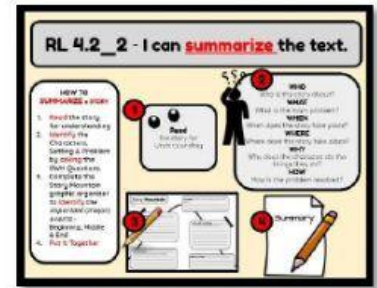 RL 4.2_2 - I can summarize the text.
HOW TO
SUMMARIZE a STORY
1. Read the story
for understanding
2. Identify the
Characters,
Setting & Problem
by asking the
5W+H Questions.
3. Complete the
Story Mountain
graphic organizer
to identify the
important (major)
events -
Beginning, Middle
& End
4. Put It Together
1
Read
the story for
Understanding
2
WHO
Who is the story about?
WHAT
What is the main problem?
WHEN
When does the story take place?
WHERE
Where does the story take place?
WHY
Why does the character do the
things they do?
HOW
How is the problem resolved?
3
Story Mountain
4
Summary